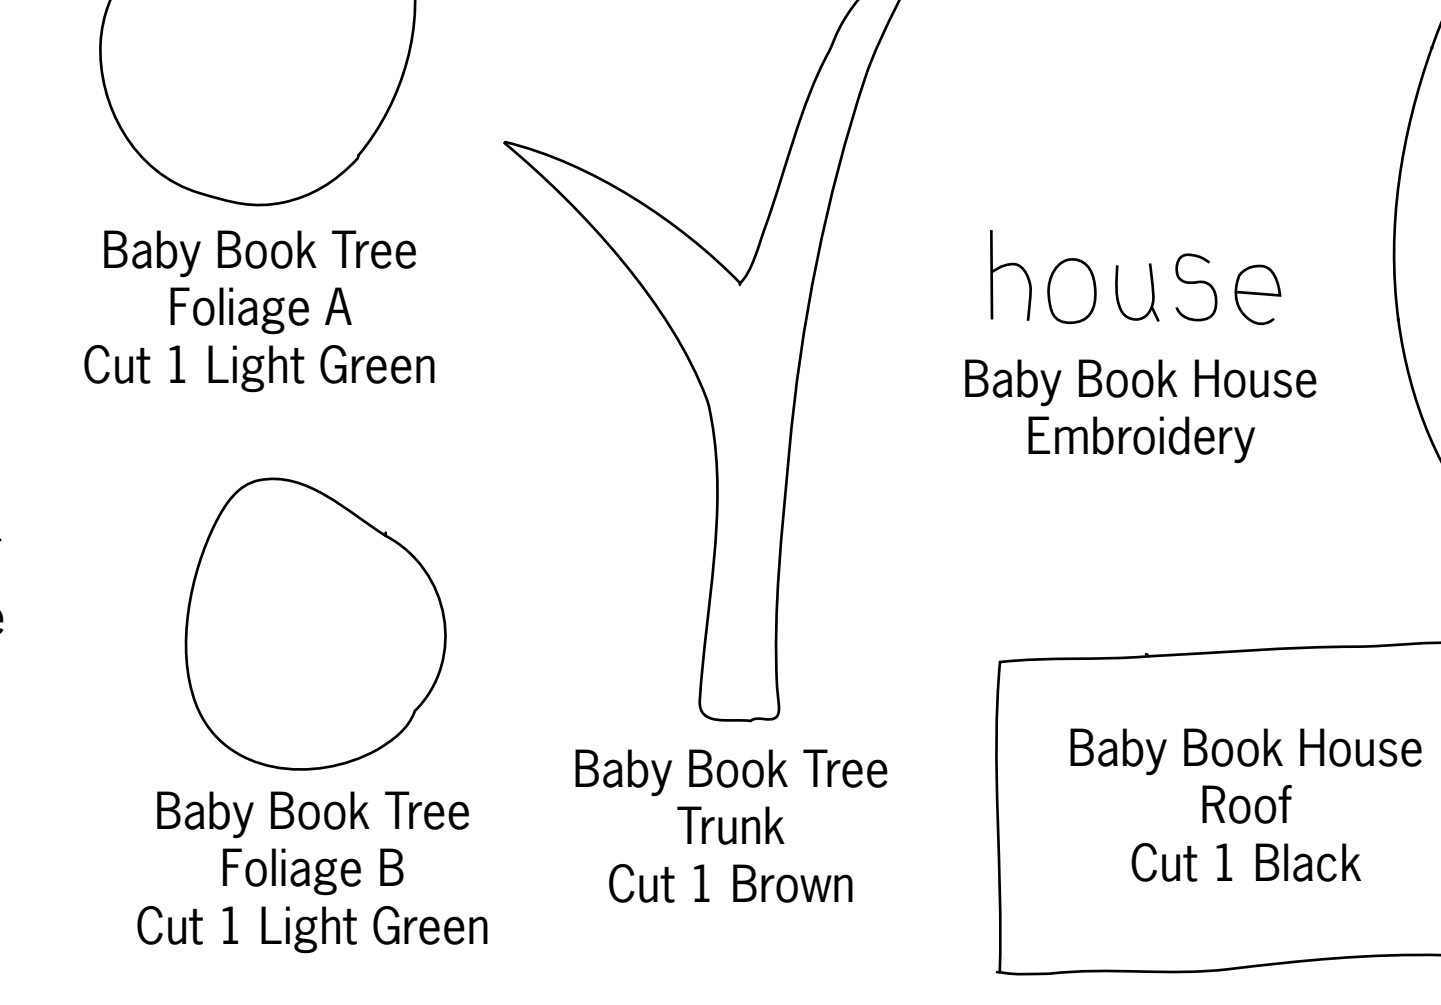 Baby Book Tree
Foliage A
Cut 1 Light Green
house
Baby Book House
Embroidery
Baby Book Tree
Foliage B
Cut 1 Light Green
Baby Book Tree
Trunk
Cut 1 Brown
Baby Book House
Roof
Cut 1 Black